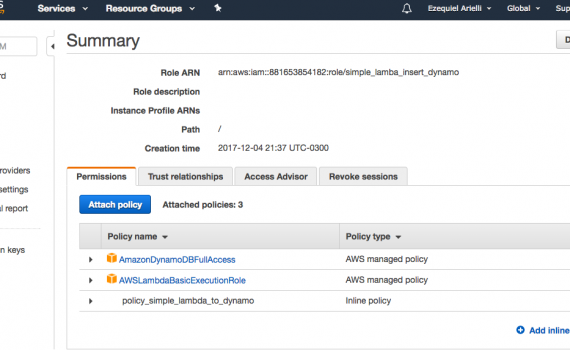 Services Resource Groups Ezequiel Arielli Global Sup
Summary
D
M
rd
Role ARN arn:aws:iam::881653854182:role/simple_lamba_insert_dynamo
Role description
Instance Profile ARNs
Path /
Creation time 2017-12-04 21:37 UTC-0300
roviders
settings
l report
n keys
Permissions Trust relationships Access Advisor Revoke sessions
Attach policy Attached policies: 3
Policy name Policy type
AmazonDynamoDBFullAccess AWS managed policy
AWSLambdaBasicExecutionRole AWS managed policy
policy_simple_lambda_to_dynamo Inline policy
Add inline